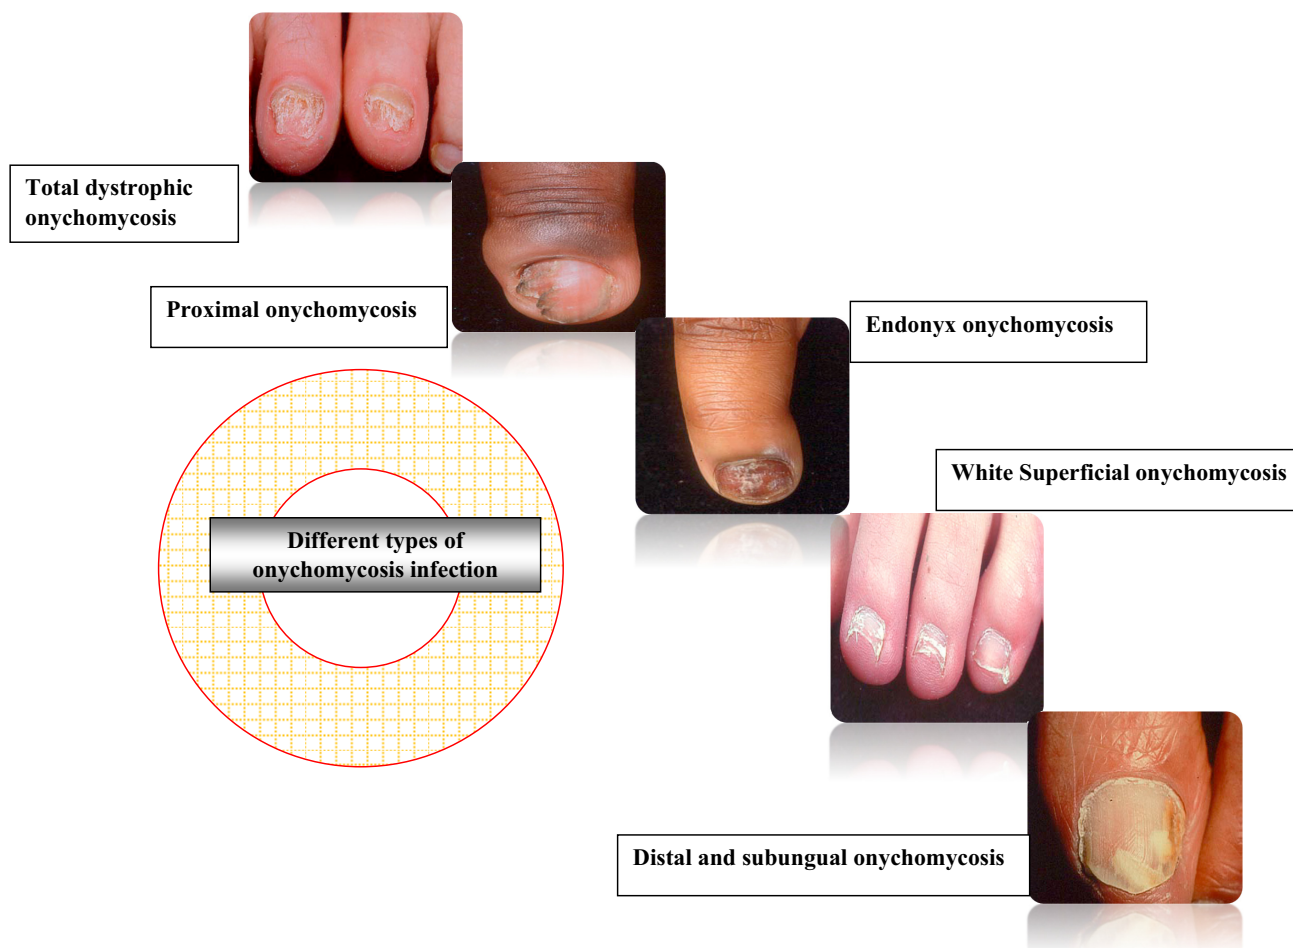 Total dystrophic
onychomycosis
Proximal onychomycosis
Endonyx onychomycosis
White Superficial onychomycosis
Different types of
onychomycosis infection
Distal and subungual onychomycosis